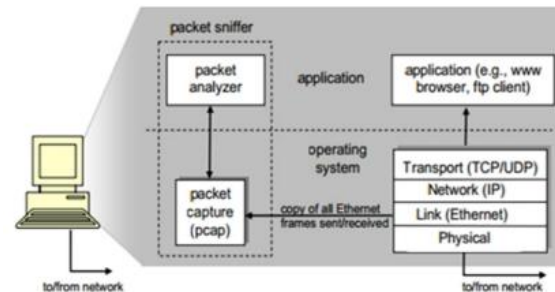 packet sniffer
packet
analyzer
application
application (e.g., www
browser, ftp client)
operating
system
packet
capture
(pcap)
copy of all Ethernet
frames sent/received
Transport (TCP/UDP)
Network (IP)
Link (Ethernet)
Physical
to/from network
to/from network